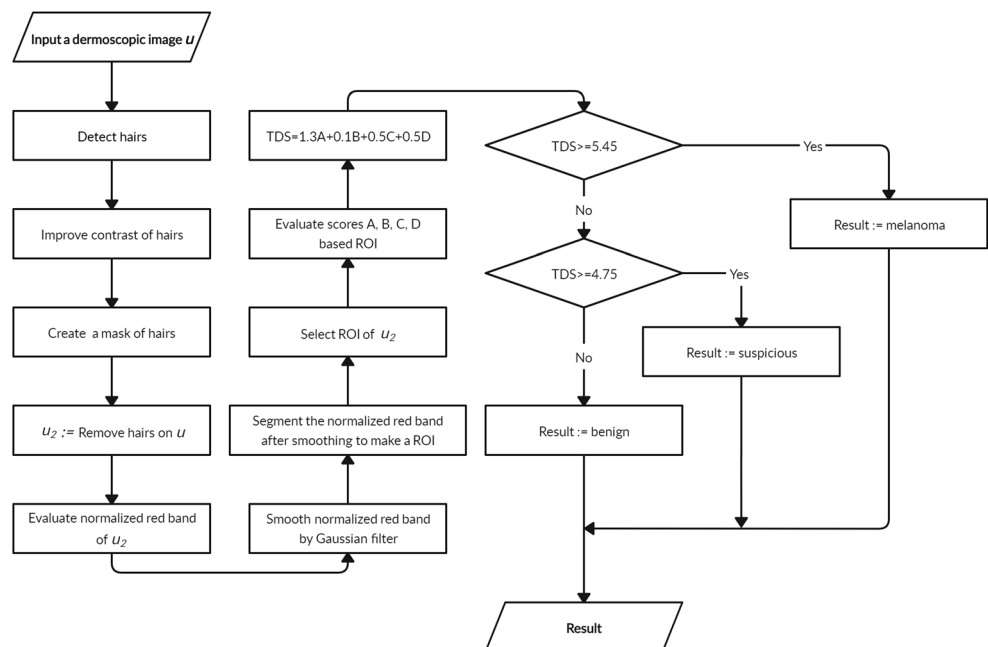 Input a dermoscopic image u
Detect hairs
Improve contrast of hairs
Create a mask of hairs
u₂ := Remove hairs on u
Evaluate normalized red band
of u₂
Smooth normalized red band
by Gaussian filter
Segment the normalized red band
after smoothing to make a ROI
Select ROI of u₂
Evaluate scores A, B, C, D
based ROI
TDS=1.3A+0.1B+0.5C+0.5D
TDS>=5.45
Yes
Result := melanoma
No
TDS>=4.75
Yes
Result := suspicious
No
Result := benign
Result